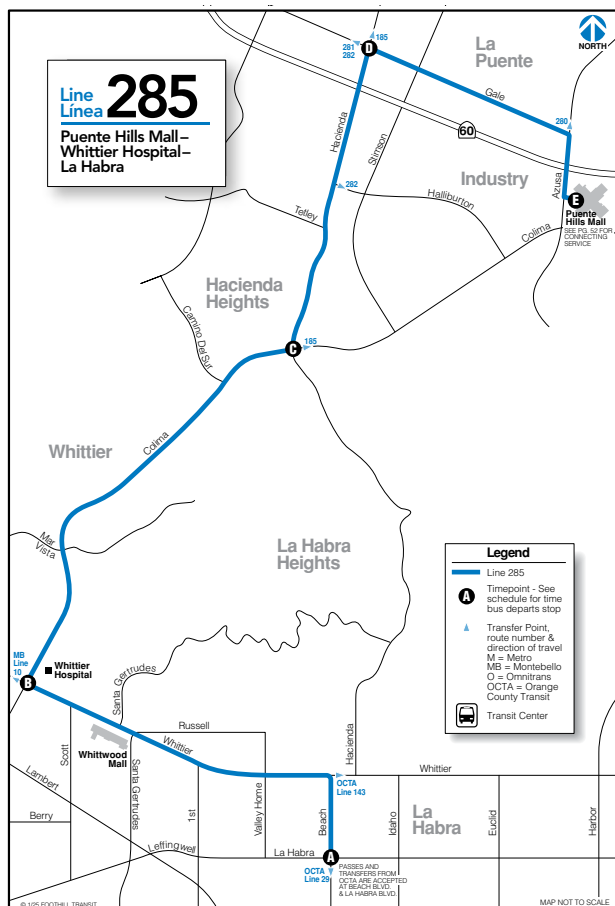 NORTH
Line
Línea
285
Puente Hills Mall–
Whittier Hospital–
La Habra
185
281
282
D
La
Puente
Gale
60
280
Hacienda
Stimson
Industry
282
Halliburton
Tetley
Azusa
E
Puente
Hills Mall
SEE PG. 52 FOR
CONNECTING
SERVICE
Colima
Hacienda
Heights
Camino Del Sur
C
185
Whittier
Colima
Mar
Vista
La Habra
Heights
Legend
Line 285
A
Timepoint - See
schedule for time
bus departs stop
Transfer Point,
route number &
direction of travel
M = Metro
MB = Montebello
O = Omnitrans
OCTA = Orange
County Transit
Transit Center
MB
Line
10
Whittier
Hospital
B
Santa Gertrudes
Russell
Whittier
Whittwood
Mall
Scott
Lambert
Berry
Santa Gertrudes
1st
Valley Home
Beach
Hacienda
OCTA
Line 143
Whittier
Idaho
La
Habra
Euclid
Harbor
Leffingwell
La Habra
A
OCTA
Line 29
PASSES AND
TRANSFERS FROM
OCTA ARE ACCEPTED
AT BEACH BLVD.
& LA HABRA BLVD.
© 1/25 FOOTHILL TRANSIT
MAP NOT TO SCALE